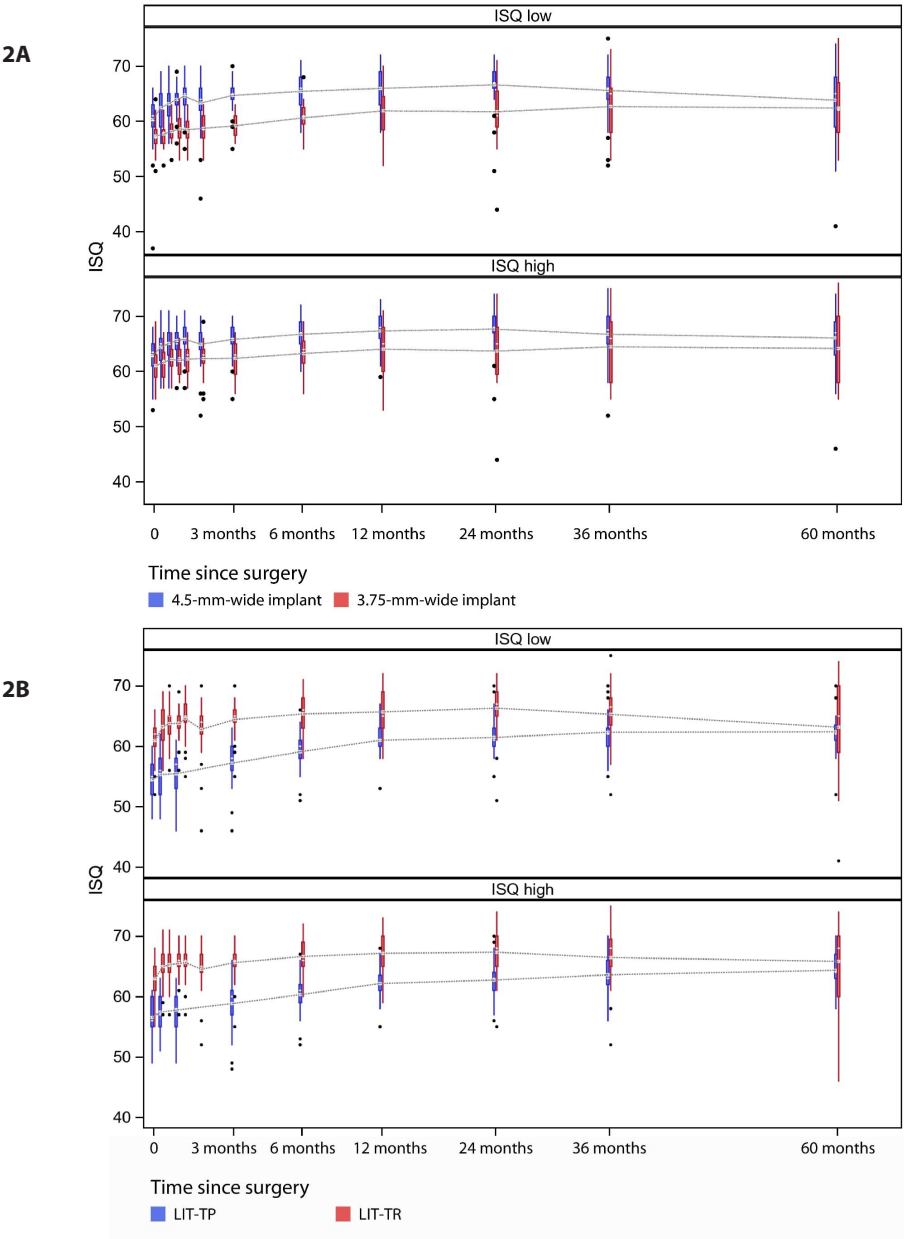 2A
ISQ low
70
60
50
40
ISQ
ISQ high
70
60
50
40
0 3 months 6 months 12 months 24 months 36 months 60 months
Time since surgery
4.5-mm-wide implant 3.75-mm-wide implant
2B
ISQ low
70
60
50
40
ISQ
ISQ high
70
60
50
40
0 3 months 6 months 12 months 24 months 36 months 60 months
Time since surgery
LIT-TP LIT-TR